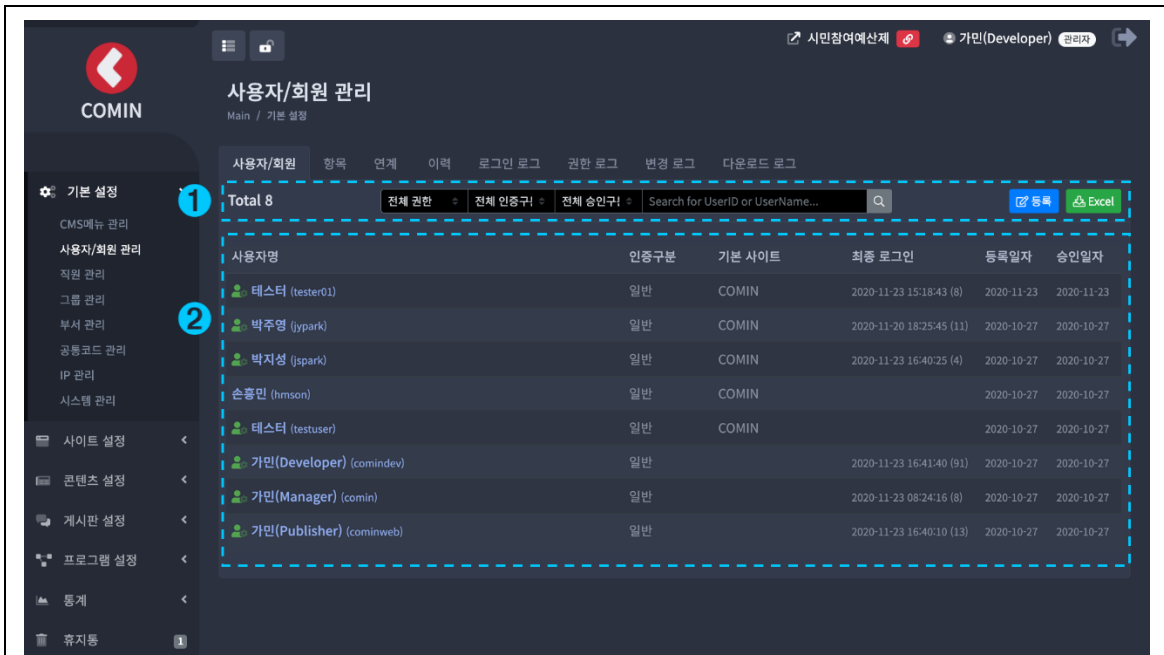 시민참여예산제
가민(Developer) 관리자
COMIN
사용자/회원 관리
Main / 기본 설정
사용자/회원 항목 연계 이력 로그인 로그 권한 로그 변경 로그 다운로드 로그
기본 설정
CMS메뉴 관리
사용자/회원 관리
직원 관리
그룹 관리
부서 관리
공통코드 관리
IP 관리
시스템 관리
사이트 설정
콘텐츠 설정
게시판 설정
프로그램 설정
통계
휴지통 1
1
Total 8 전체 권한 전체 인증구 전체 승인구 Search for UserID or UserName... 등록 Excel
2
사용자명 인증구분 기본 사이트 최종 로그인 등록일자 승인일자
테스터 (tester01) 일반 COMIN 2020-11-23 15:18:43 (8) 2020-11-23 2020-11-23
박주영 (jypark) 일반 COMIN 2020-11-20 18:25:45 (11) 2020-10-27 2020-10-27
박지성 (jspark) 일반 COMIN 2020-11-23 16:40:25 (4) 2020-10-27 2020-10-27
손흥민 (hmson) 일반 COMIN 2020-10-27 2020-10-27
테스터 (testuser) 일반 COMIN 2020-10-27 2020-10-27
가민(Developer) (comindev) 일반 2020-11-23 16:41:40 (91) 2020-10-27 2020-10-27
가민(Manager) (comin) 일반 2020-11-23 08:24:16 (8) 2020-10-27 2020-10-27
가민(Publisher) (cominweb) 일반 2020-11-23 16:40:10 (13) 2020-10-27 2020-10-27